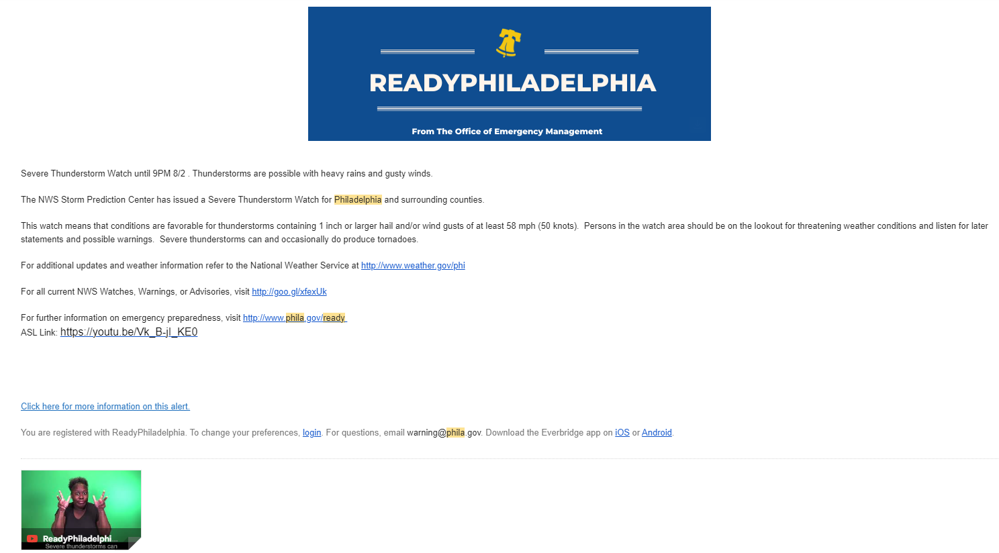 READYPHILADELPHIA
From The Office of Emergency Management
Severe Thunderstorm Watch until 9PM 8/2 . Thunderstorms are possible with heavy rains and gusty winds.
The NWS Storm Prediction Center has issued a Severe Thunderstorm Watch for Philadelphia and surrounding counties.
This watch means that conditions are favorable for thunderstorms containing 1 inch or larger hail and/or wind gusts of at least 58 mph (50 knots).  Persons in the watch area should be on the lookout for threatening weather conditions and listen for later
statements and possible warnings.  Severe thunderstorms can and occasionally do produce tornadoes.
For additional updates and weather information refer to the National Weather Service at http://www.weather.gov/phi
For all current NWS Watches, Warnings, or Advisories, visit http://goo.gl/xfexUk
For further information on emergency preparedness, visit http://www.phila.gov/ready
ASL Link: https://youtu.be/Vk_B-jI_KE0
Click here for more information on this alert.
You are registered with ReadyPhiladelphia. To change your preferences, login. For questions, email warning@phila.gov. Download the Everbridge app on iOS or Android.
ReadyPhiladelphi...
Severe thunderstorms can